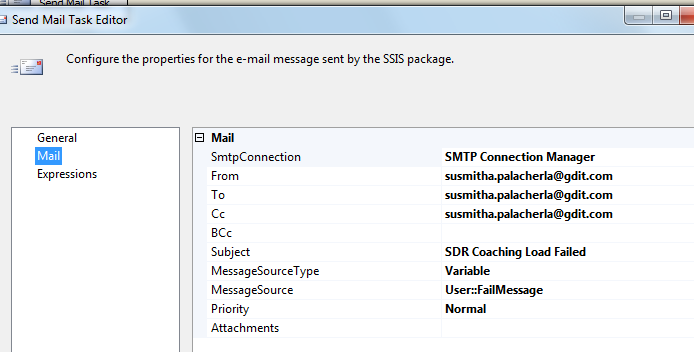 Send Mail Task
Send Mail Task Editor
Configure the properties for the e-mail message sent by the SSIS package.
General
Mail
Expressions
Mail
SmtpConnection SMTP Connection Manager
From susmitha.palacherla@gdit.com
To susmitha.palacherla@gdit.com
Cc susmitha.palacherla@gdit.com
BCc
Subject SDR Coaching Load Failed
MessageSourceType Variable
MessageSource User::FailMessage
Priority Normal
Attachments